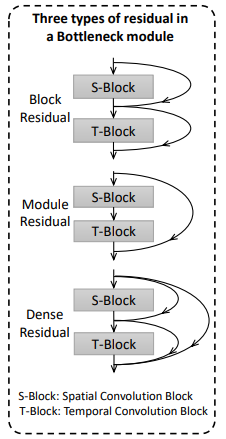 Three types of residual in
a Bottleneck module
Block
Residual
S-Block
T-Block
Module
Residual
S-Block
T-Block
Dense
Residual
S-Block
T-Block
S-Block: Spatial Convolution Block
T-Block: Temporal Convolution Block